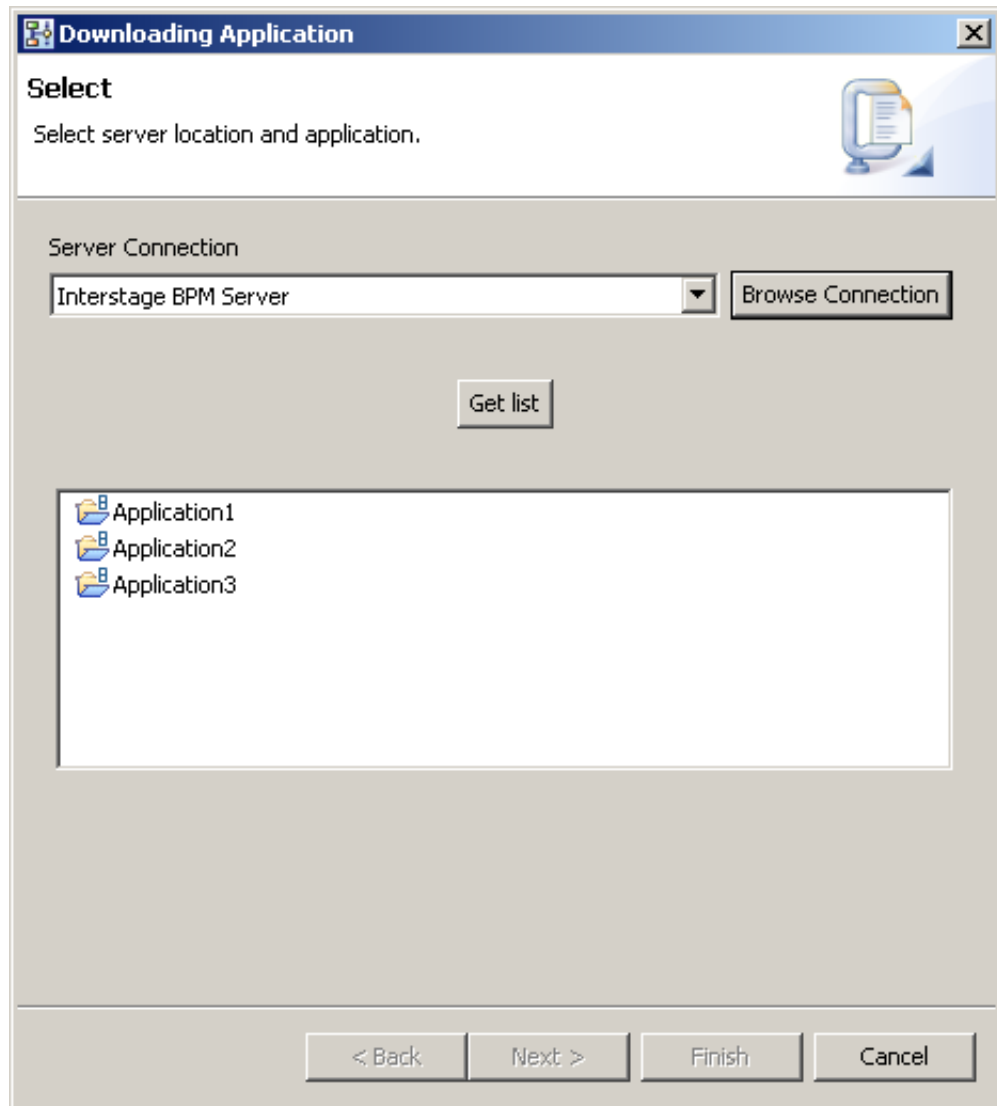 Downloading Application
Select
Select server location and application.
Server Connection
Interstage BPM Server
Browse Connection
Get list
Application1
Application2
Application3
< Back
Next >
Finish
Cancel